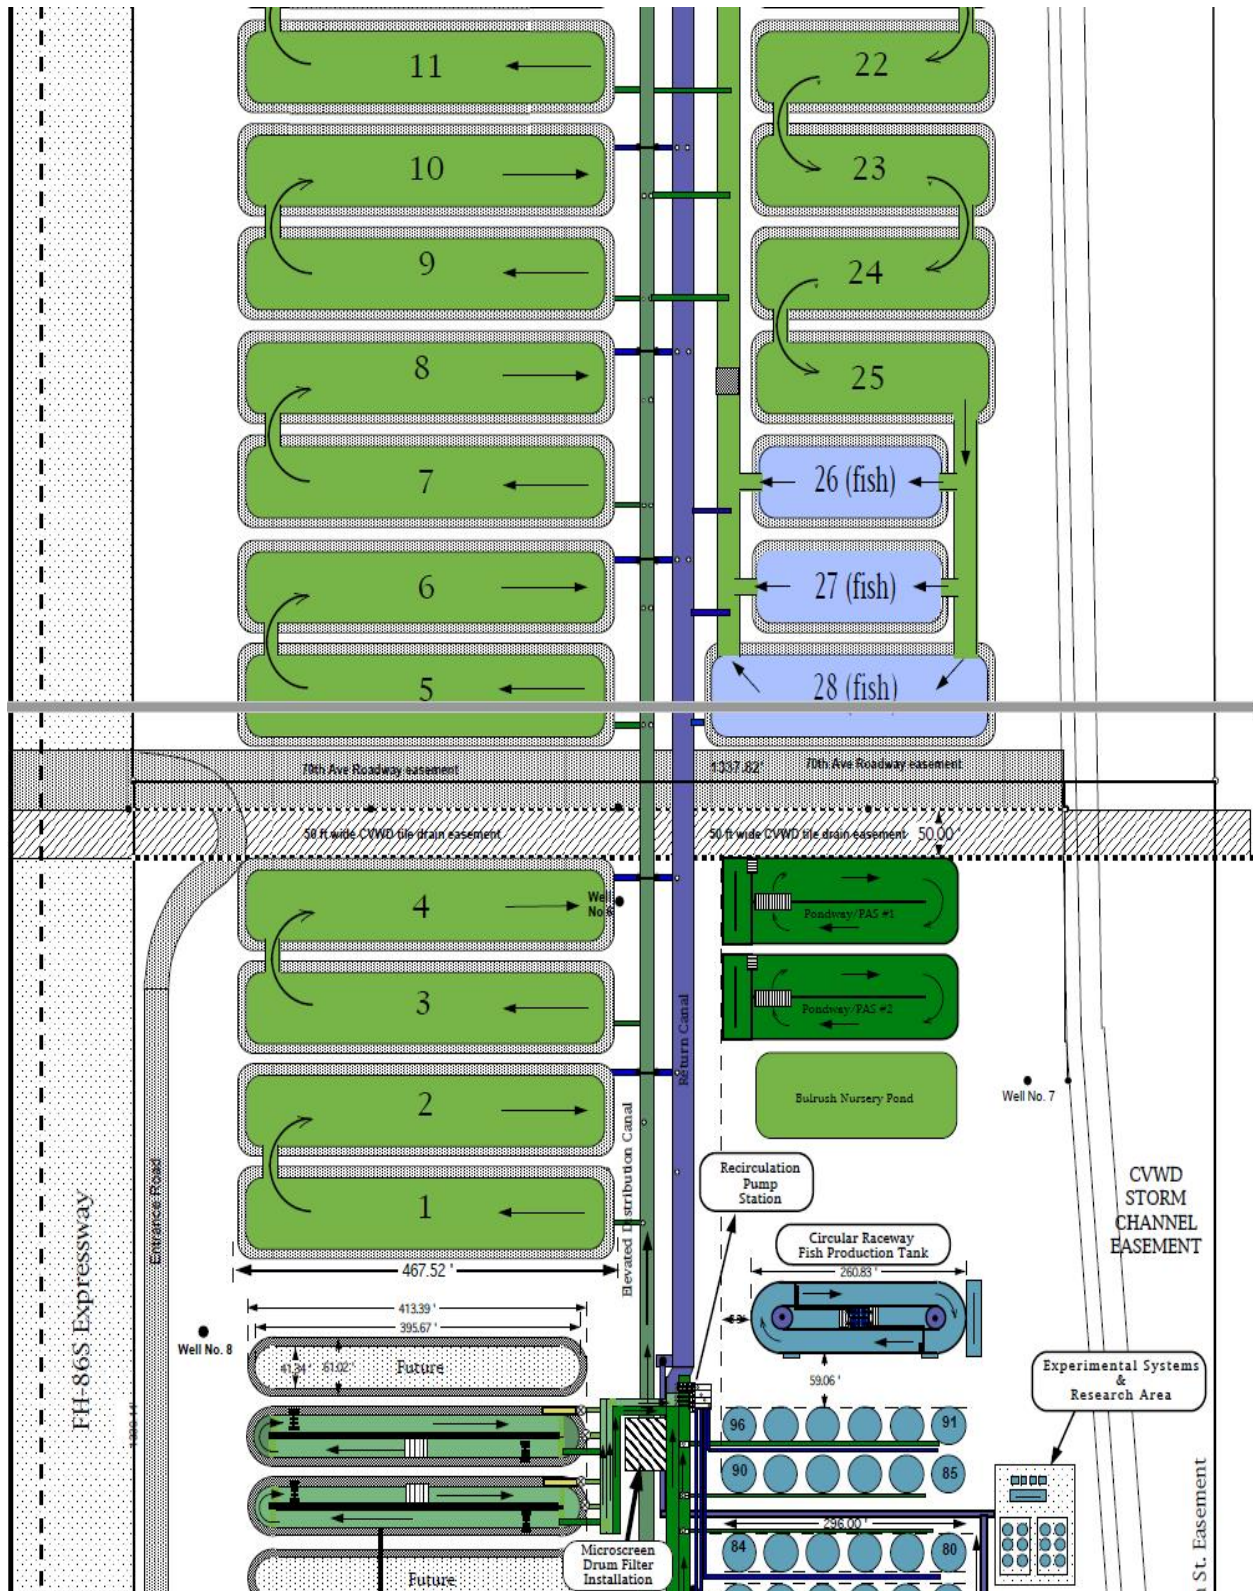 11
22
10
23
9
24
8
25
7
26 (fish)
6
27 (fish)
5
28 (fish)
70th Ave Roadway easement
1337.82'
70th Ave Roadway easement
50 ft wide CVWD tile drain easement
50 ft wide CVWD tile drain easement
50.00 '
4
Well
No 6
Pondway/PAS #1
3
Pondway/PAS #2
Return Canal
2
Bulrush Nursery Pond
Well No. 7
Recirculation
Pump
Station
CVWD
STORM
CHANNEL
EASEMENT
1
Elevated Distribution Canal
Entrance Road
FH-86S Expressway
Circular Raceway
Fish Production Tank
467.52 '
260.83 '
413.39 '
395.67 '
Well No. 8
41.34 '
61.02 '
Future
59.06 '
Experimental Systems
&
Research Area
96
91
90
85
296.00 '
84
80
Microscreen
Drum Filter
Installation
Future
St. Easement